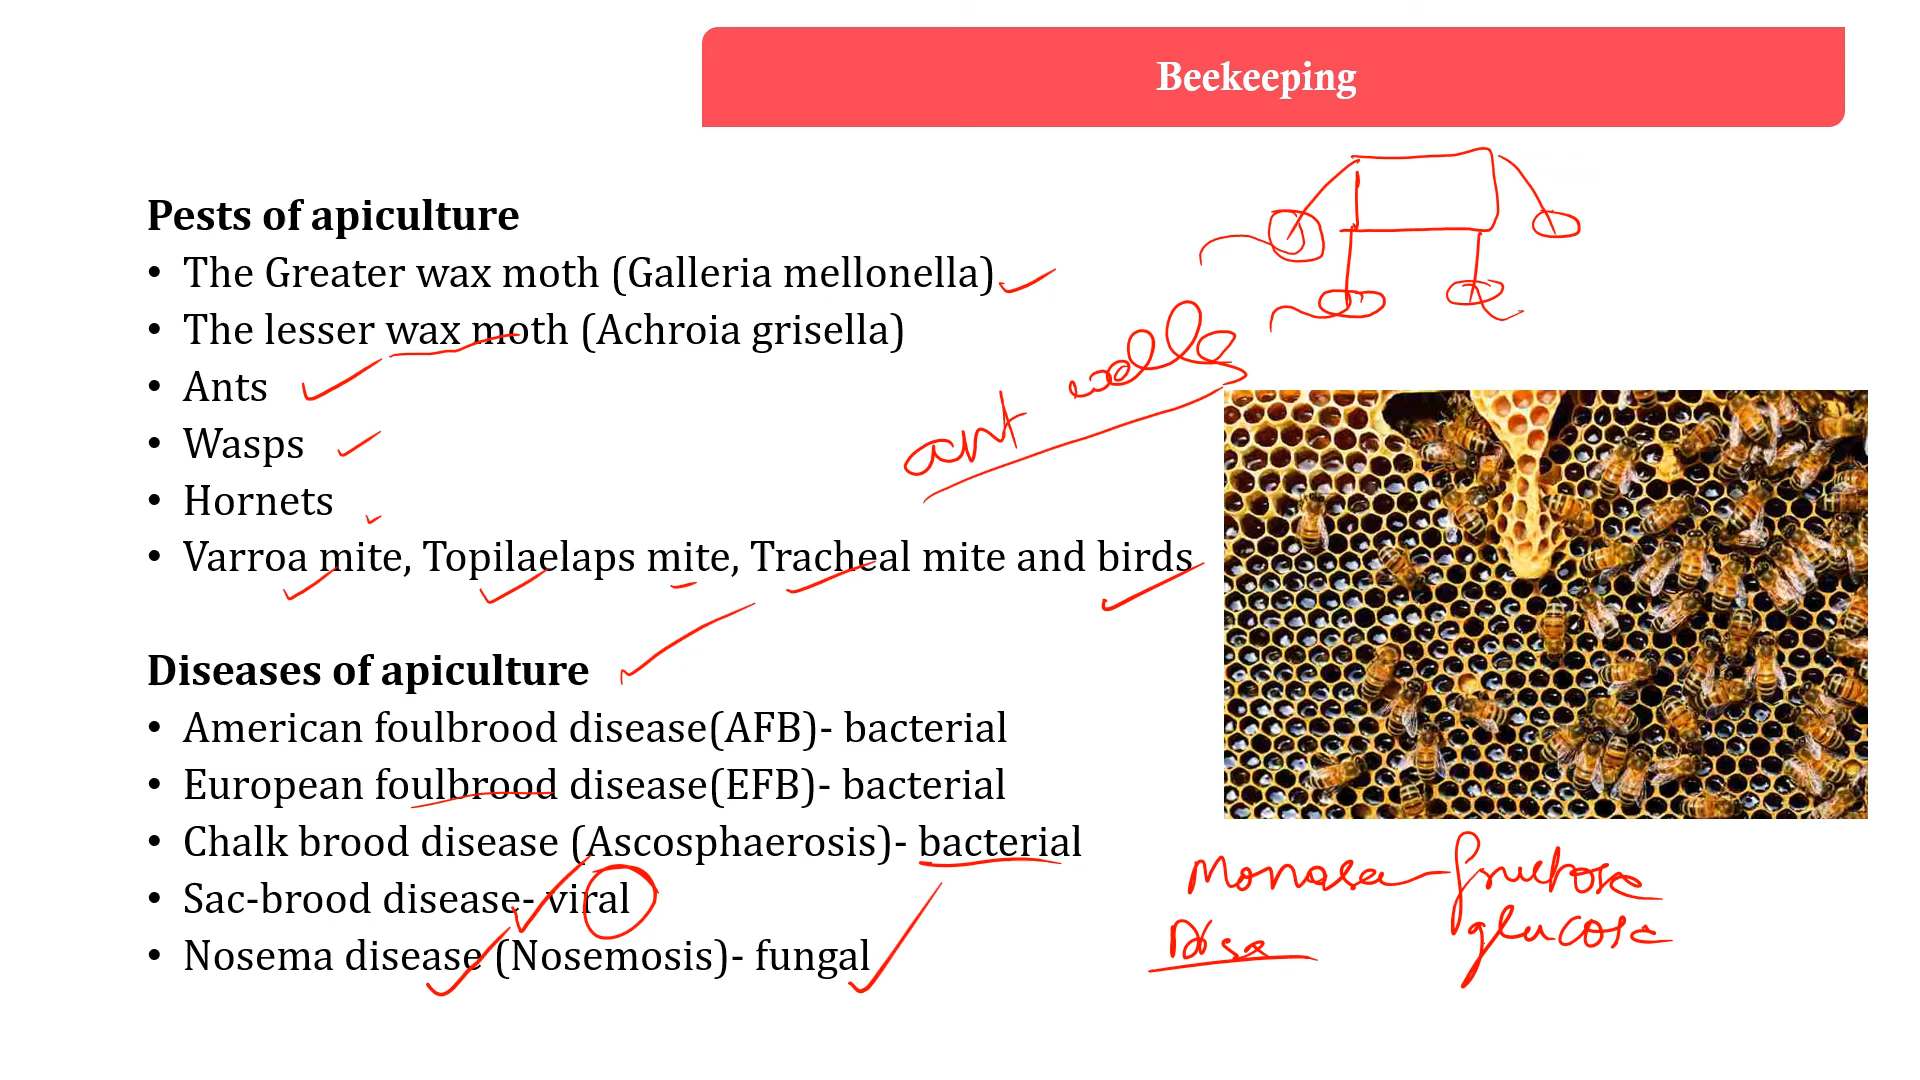 Beekeeping
Pests of apiculture
• The Greater wax moth (Galleria mellonella)
• The lesser wax moth (Achroia grisella)
• Ants
• Wasps
• Hornets
• Varroa mite, Topilaelaps mite, Tracheal mite and birds
ant wells
Diseases of apiculture
• American foulbrood disease(AFB)- bacterial
• European foulbrood disease(EFB)- bacterial
• Chalk brood disease (Ascosphaerosis)- bacterial
• Sac-brood disease- viral
• Nosema disease (Nosemosis)- fungal
fructose
glucose